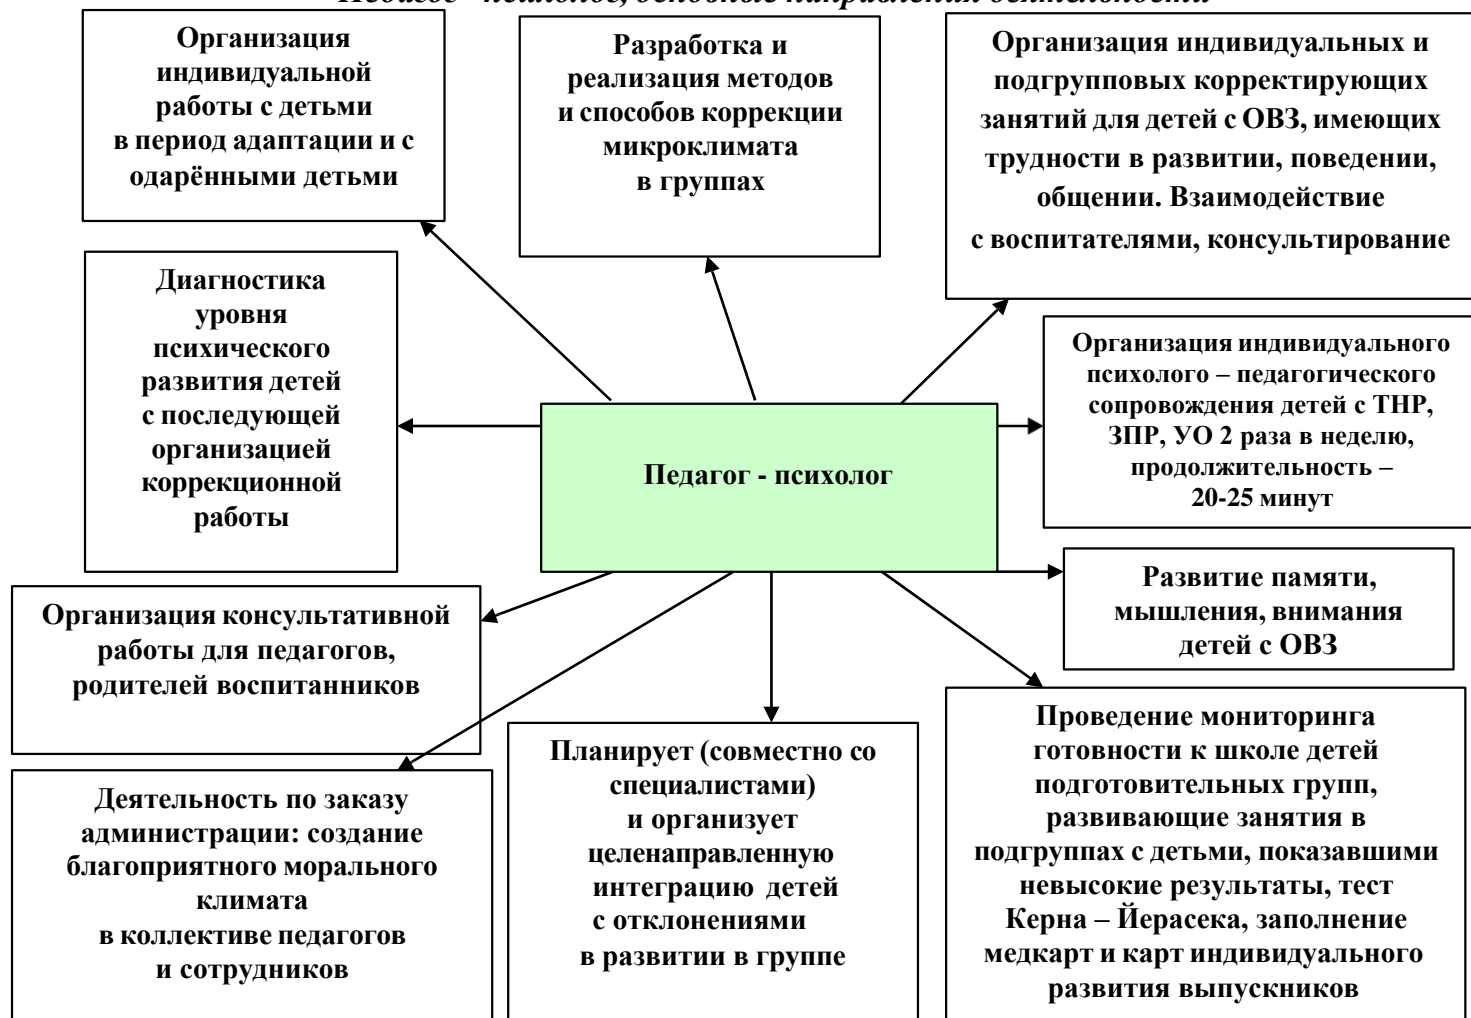 Педагог - психолог, основные направления деятельности
Организация
индивидуальной
работы с детьми
в период адаптации и с
одарёнными детьми
Разработка и
реализация методов
и способов коррекции
микроклимата
в группах
Организация индивидуальных и
подгрупповых корректирующих
занятий для детей с ОВЗ, имеющих
трудности в развитии, поведении,
общении. Взаимодействие
с воспитателями, консультирование
Диагностика
уровня
психического
развития детей
с последующей
организацией
коррекционной
работы
Педагог - психолог
Организация индивидуального
психолого – педагогического
сопровождения детей с ТНР,
ЗПР, УО 2 раза в неделю,
продолжительность –
20-25 минут
Развитие памяти,
мышления, внимания
детей с ОВЗ
Организация консультативной
работы для педагогов,
родителей воспитанников
Деятельность по заказу
администрации: создание
благоприятного морального
климата
в коллективе педагогов
и сотрудников
Планирует (совместно со
специалистами)
и организует
целенаправленную
интеграцию детей
с отклонениями
в развитии в группе
Проведение мониторинга
готовности к школе детей
подготовительных групп,
развивающие занятия в
подгруппах с детьми, показавшими
невысокие результаты, тест
Керна – Йерасека, заполнение
медкарт и карт индивидуального
развития выпускников